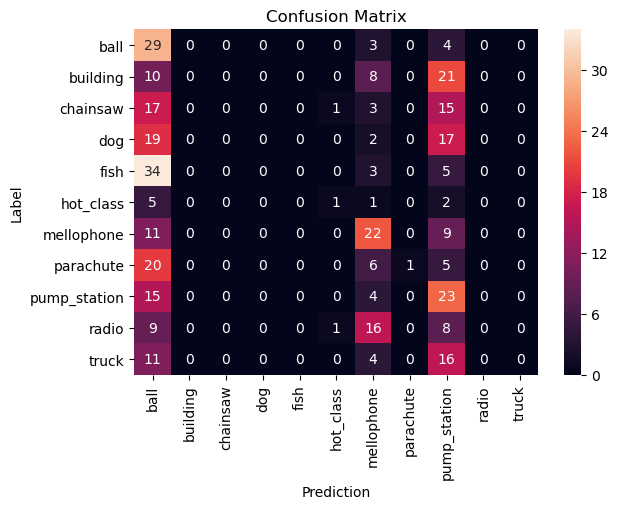 Confusion Matrix
ball 29 0 0 0 0 0 3 0 4 0 0
building 10 0 0 0 0 0 8 0 21 0 0
chainsaw 17 0 0 0 0 1 3 0 15 0 0
dog 19 0 0 0 0 0 2 0 17 0 0
fish 34 0 0 0 0 0 3 0 5 0 0
hot_class 5 0 0 0 0 1 1 0 2 0 0
mellophone 11 0 0 0 0 0 22 0 9 0 0
parachute 20 0 0 0 0 0 6 1 5 0 0
pump_station 15 0 0 0 0 0 4 0 23 0 0
radio 9 0 0 0 0 1 16 0 8 0 0
truck 11 0 0 0 0 0 4 0 16 0 0
Label
ball building chainsaw dog fish hot_class mellophone parachute pump_station radio truck
Prediction
30
24
18
12
6
0